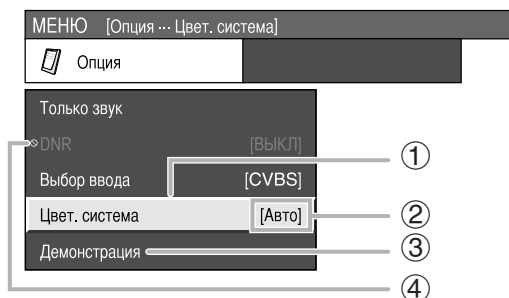 МЕНЮ [Опция ··· Цвет. система]
Опция
Только звук
DNR [ВЫКЛ]
Выбор ввода [CVBS]
Цвет. система [Авто]
Демонстрация
①
②
③
④